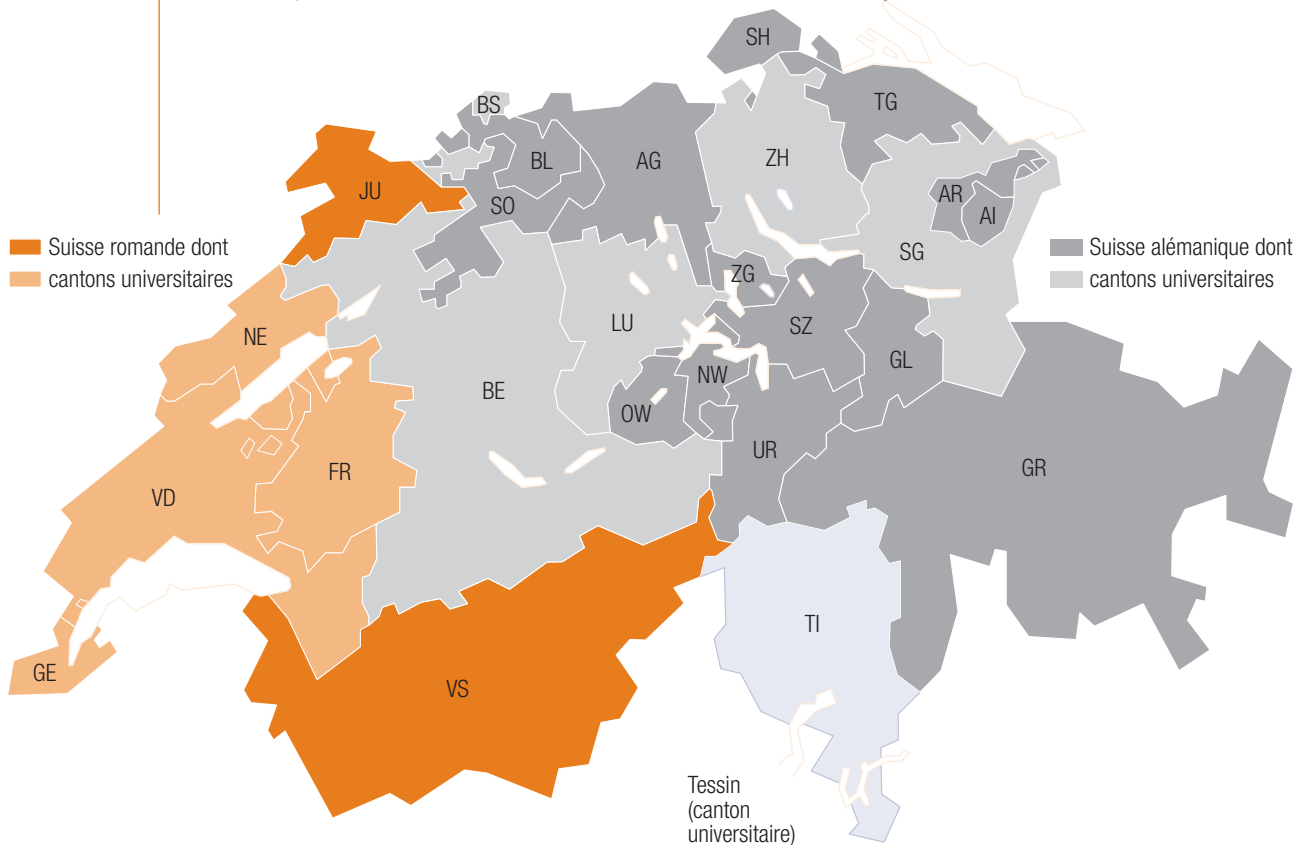 SH
BS
TG
BL
AG
ZH
JU
SO
AR
AI
Suisse romande dont
cantons universitaires
SG
Suisse alémanique dont
cantons universitaires
ZG
NE
LU
SZ
GL
BE
NW
OW
UR
FR
GR
VD
TI
GE
VS
Tessin
(canton
universitaire)